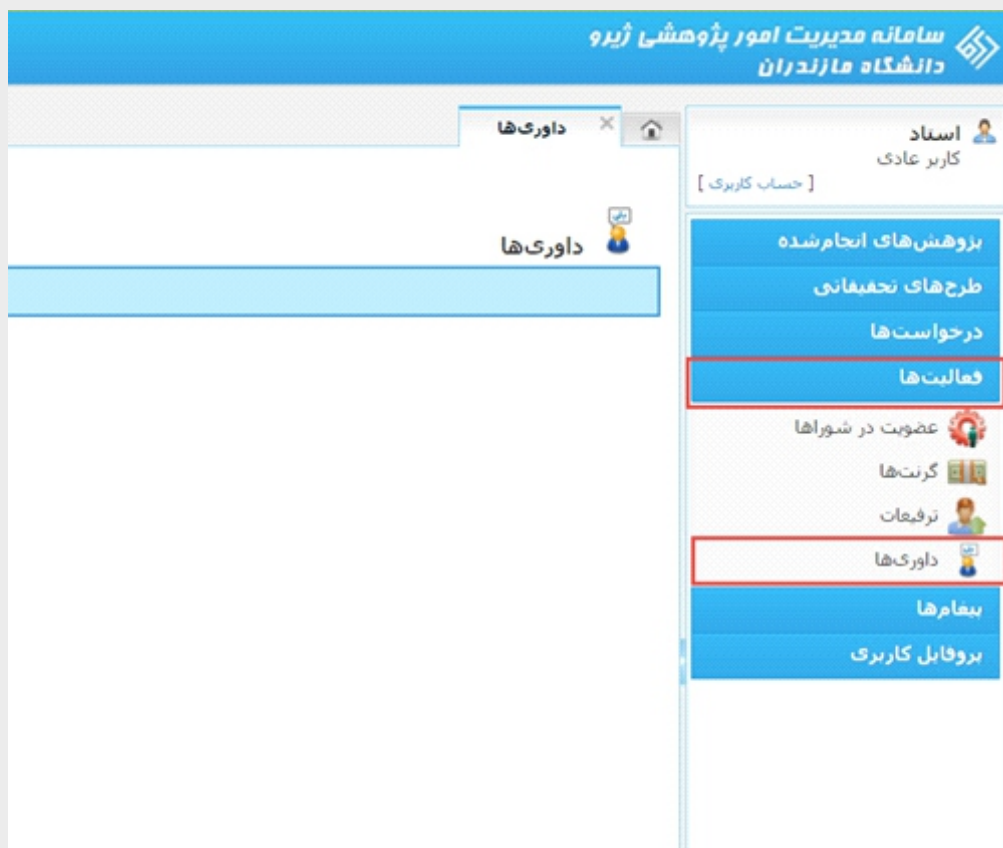 سامانه مدیریت امور پژوهشی ژیرو
دانشگاه مازندران
استاد
کاربر عادی
[ حساب کاربری ]
پژوهش‌های انجام‌شده
طرح‌های تحقیقاتی
درخواست‌ها
فعالیت‌ها
عضویت در شوراها
گرنت‌ها
ترفیعات
داوری‌ها
پیغام‌ها
پروفایل کاربری
داوری‌ها
داوری‌ها